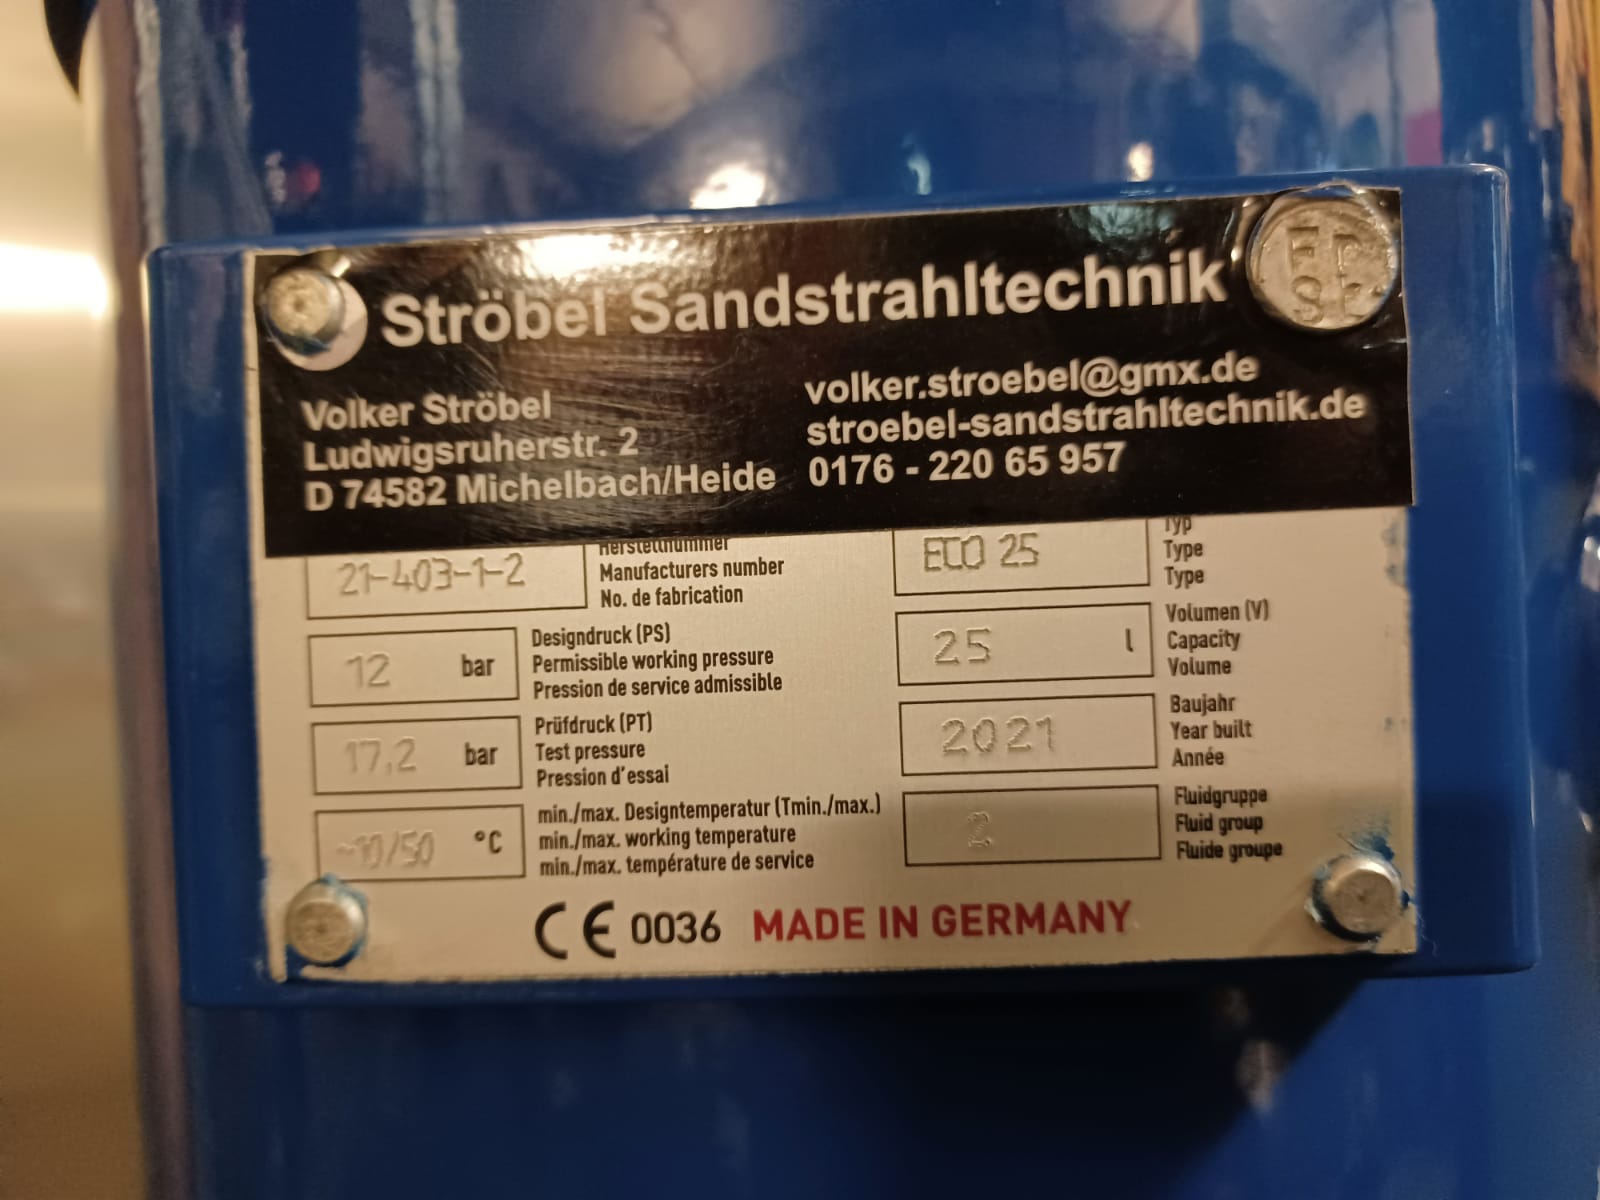 Ströbel Sandstrahltechnik
Volker Ströbel
Ludwigsruherstr. 2
D 74582 Michelbach/Heide
volker.stroebel@gmx.de
stroebel-sandstrahltechnik.de
0176 - 220 65 957
21-403-1-2
Herstellnummer
Manufacturers number
No. de fabrication
ECO 25
Typ
Type
Type
12 bar
Designdruck (PS)
Permissible working pressure
Pression de service admissible
25 l
Volumen (V)
Capacity
Volume
17,2 bar
Prüfdruck (PT)
Test pressure
Pression d'essai
2021
Baujahr
Year built
Année
-10/50 °C
min./max. Designtemperatur (Tmin./max.)
min./max. working temperature
min./max. température de service
2
Fluidgruppe
Fluid group
Fluide groupe
CE 0036 MADE IN GERMANY